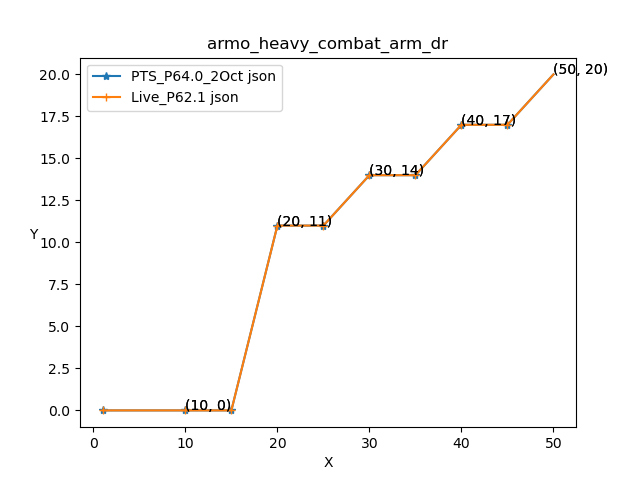 armo_heavy_combat_arm_dr
PTS_P64.0_2Oct json
Live_P62.1 json
20.0
17.5
15.0
12.5
10.0
7.5
5.0
2.5
0.0
Y
(50, 20)
(40, 17)
(30, 14)
(20, 11)
(10, 0)
0 10 20 30 40 50
X